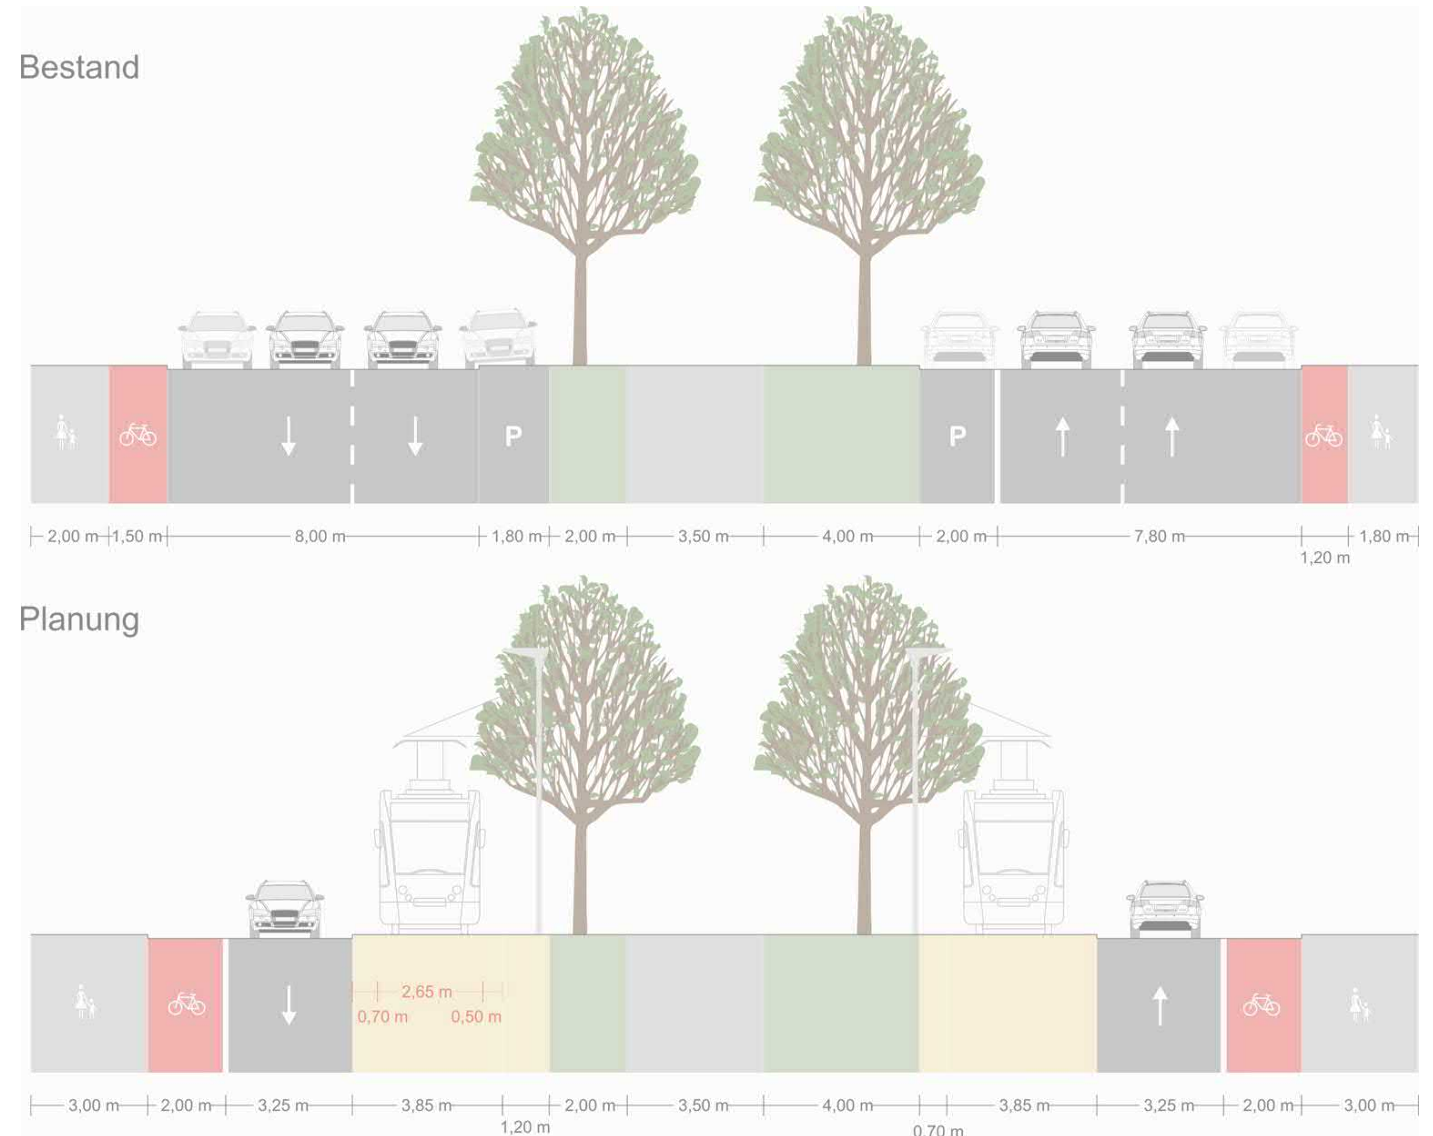 Bestand
P
P
2,00 m 1,50 m 8,00 m 1,80 m 2,00 m 3,50 m 4,00 m 2,00 m 7,80 m 1,80 m
1,20 m
Planung
2,65 m
0,70 m 0,50 m
3,00 m 2,00 m 3,25 m 3,85 m 2,00 m 3,50 m 4,00 m 3,85 m 3,25 m 2,00 m 3,00 m
1,20 m 0,70 m